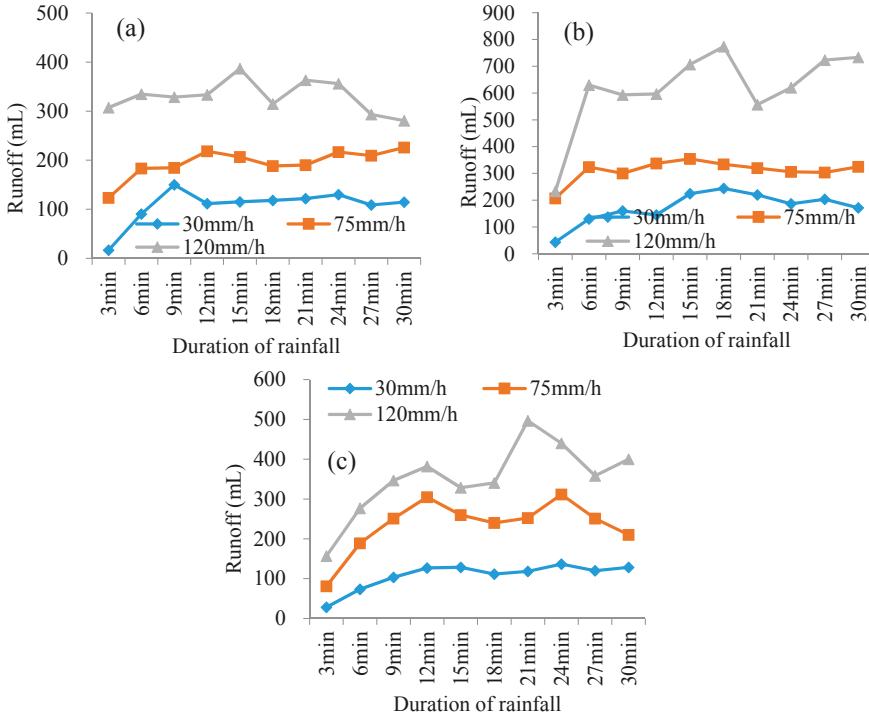 (a)
500
400
300
200
100
0
Runoff (mL)
30mm/h
75mm/h
120mm/h
3min
6min
9min
12min
15min
18min
21min
24min
27min
30min
Duration of rainfall
(b)
900
800
700
600
500
400
300
200
100
0
Runoff (mL)
30mm/h
75mm/h
120mm/h
3min
6min
9min
12min
15min
18min
21min
24min
27min
30min
Duration of rainfall
(c)
600
500
400
300
200
100
0
Runoff (mL)
30mm/h
75mm/h
120mm/h
3min
6min
9min
12min
15min
18min
21min
24min
27min
30min
Duration of rainfall